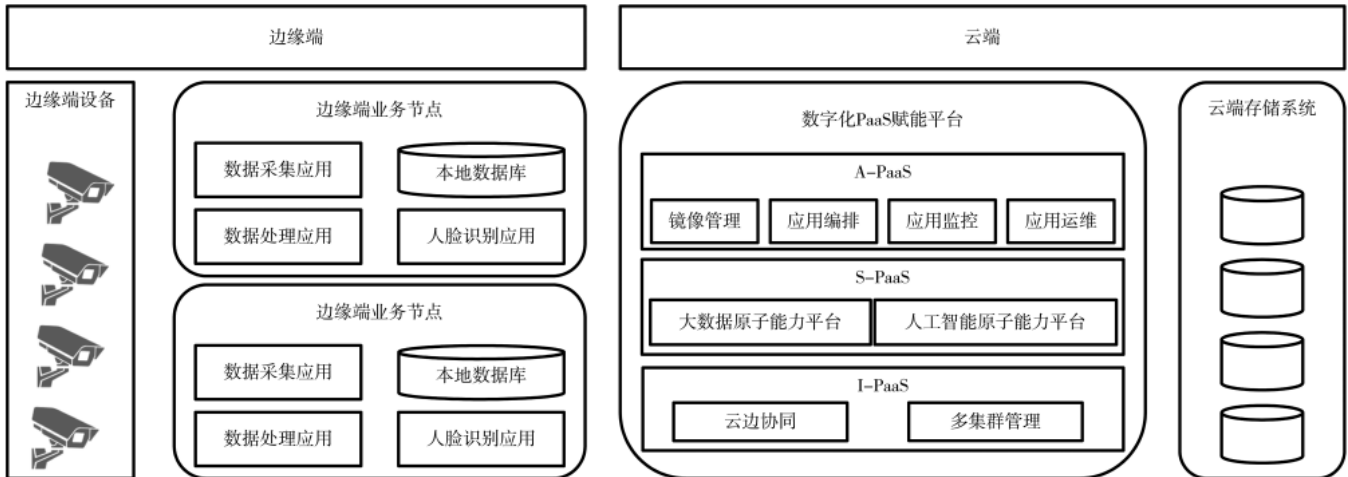 边缘端
云端
边缘端设备
边缘端业务节点
数据采集应用
本地数据库
数据处理应用
人脸识别应用
边缘端业务节点
数据采集应用
本地数据库
数据处理应用
人脸识别应用
数字化PaaS赋能平台
A-PaaS
镜像管理
应用编排
应用监控
应用运维
S-PaaS
大数据原子能力平台
人工智能原子能力平台
I-PaaS
云边协同
多集群管理
云端存储系统